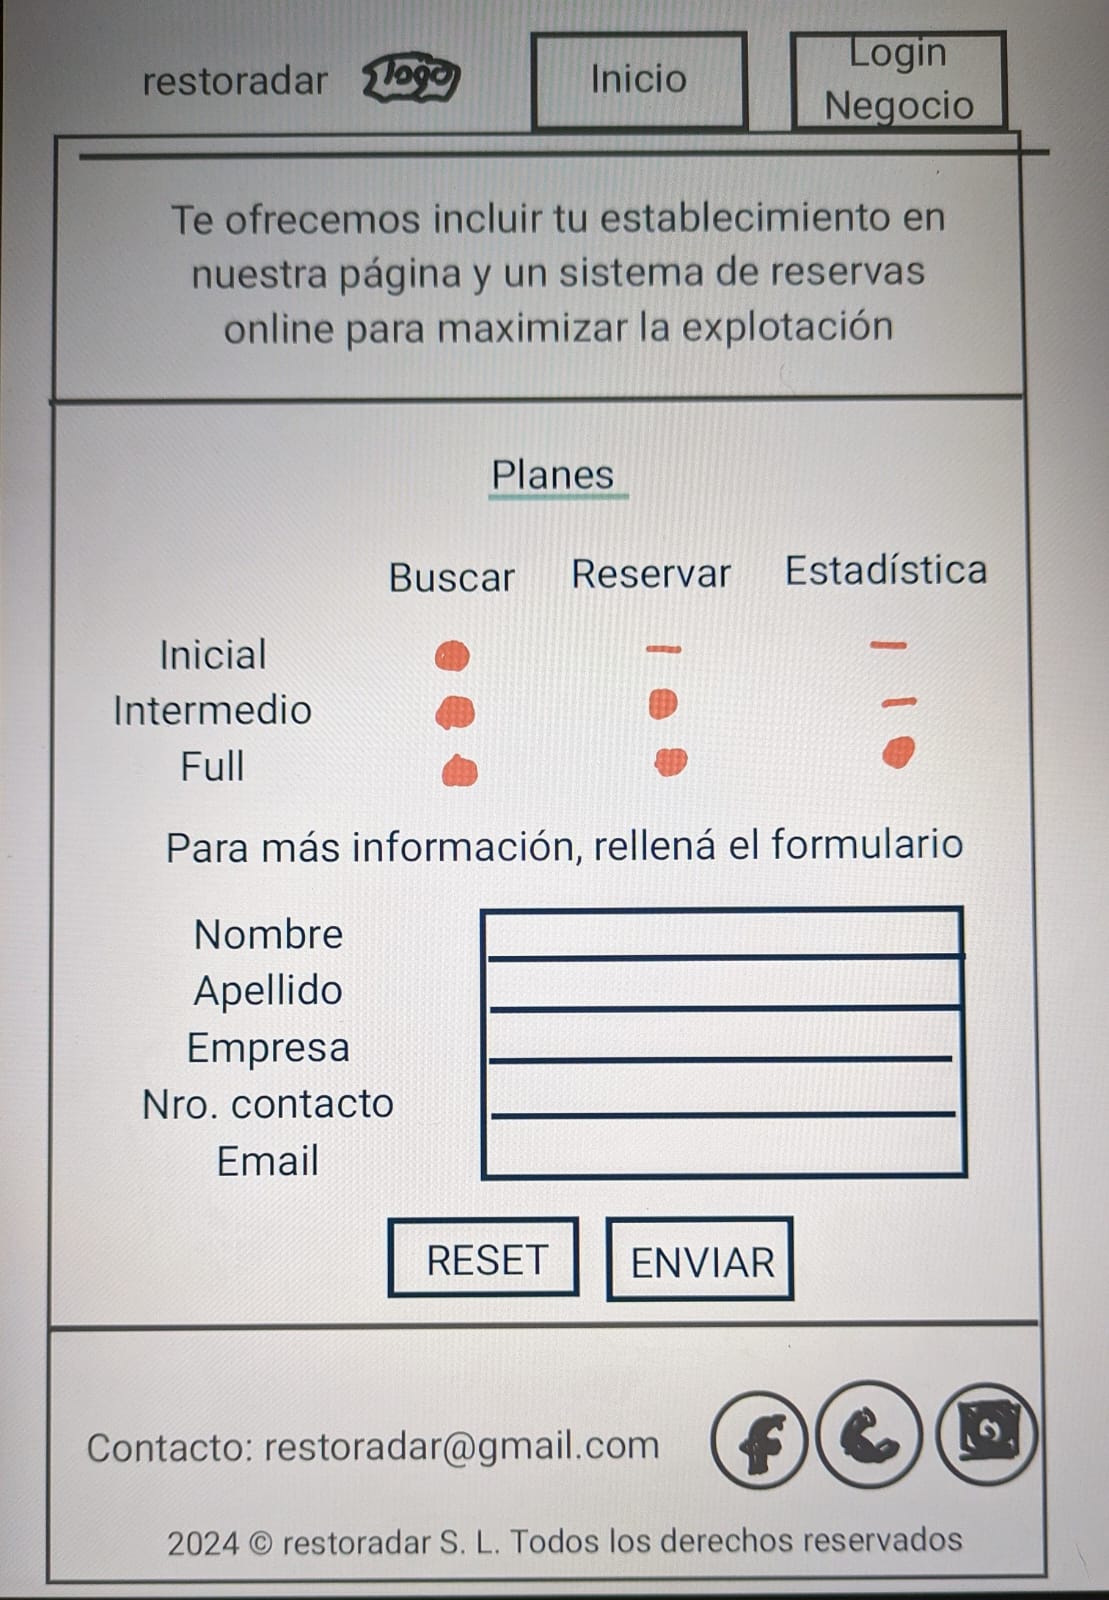 restoradar logo Inicio Login
Negocio
Te ofrecemos incluir tu establecimiento en
nuestra página y un sistema de reservas
online para maximizar la explotación
Planes
Buscar Reservar Estadística
Inicial
Intermedio
Full
Para más información, rellená el formulario
Nombre
Apellido
Empresa
Nro. contacto
Email
RESET ENVIAR
Contacto: restoradar@gmail.com
2024 © restoradar S. L. Todos los derechos reservados